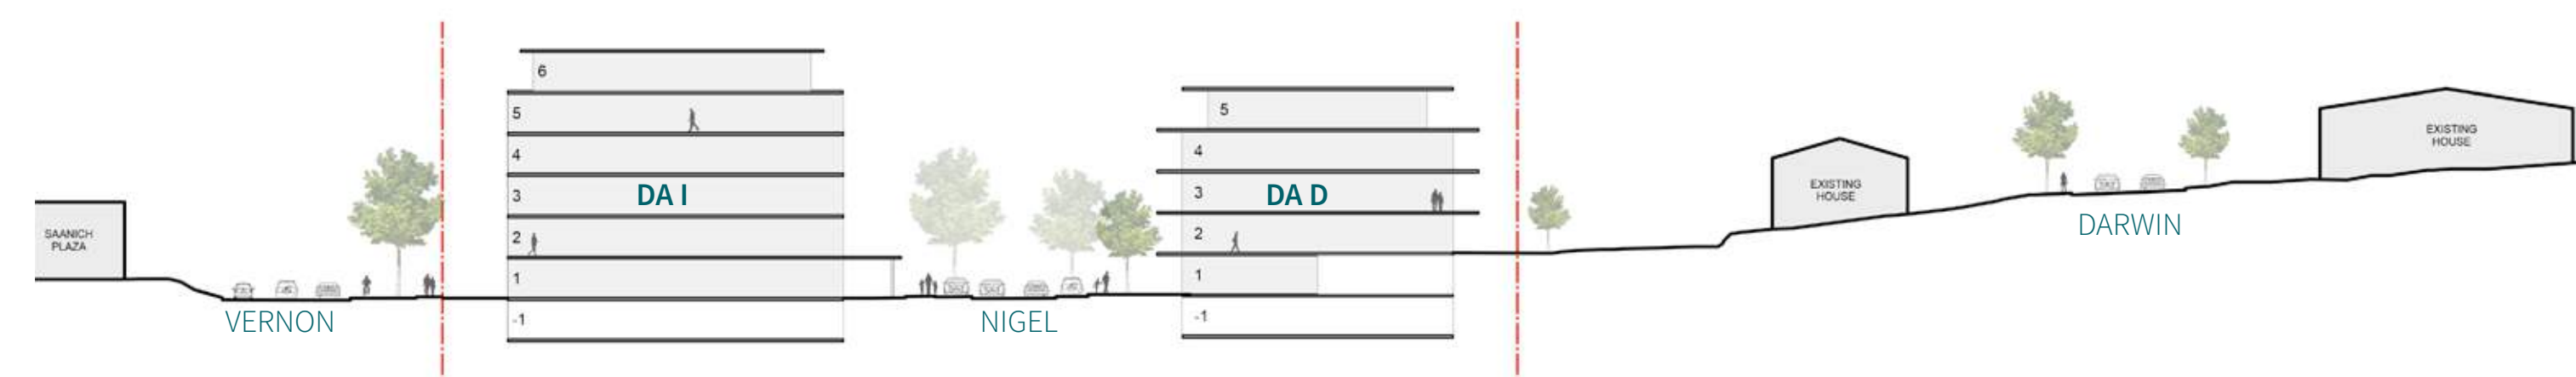 SAANICH
PLAZA
VERNON
6
5
4
3
2
1
-1
DA I
NIGEL
5
4
3
2
1
-1
DA D
EXISTING
HOUSE
DARWIN
EXISTING
HOUSE